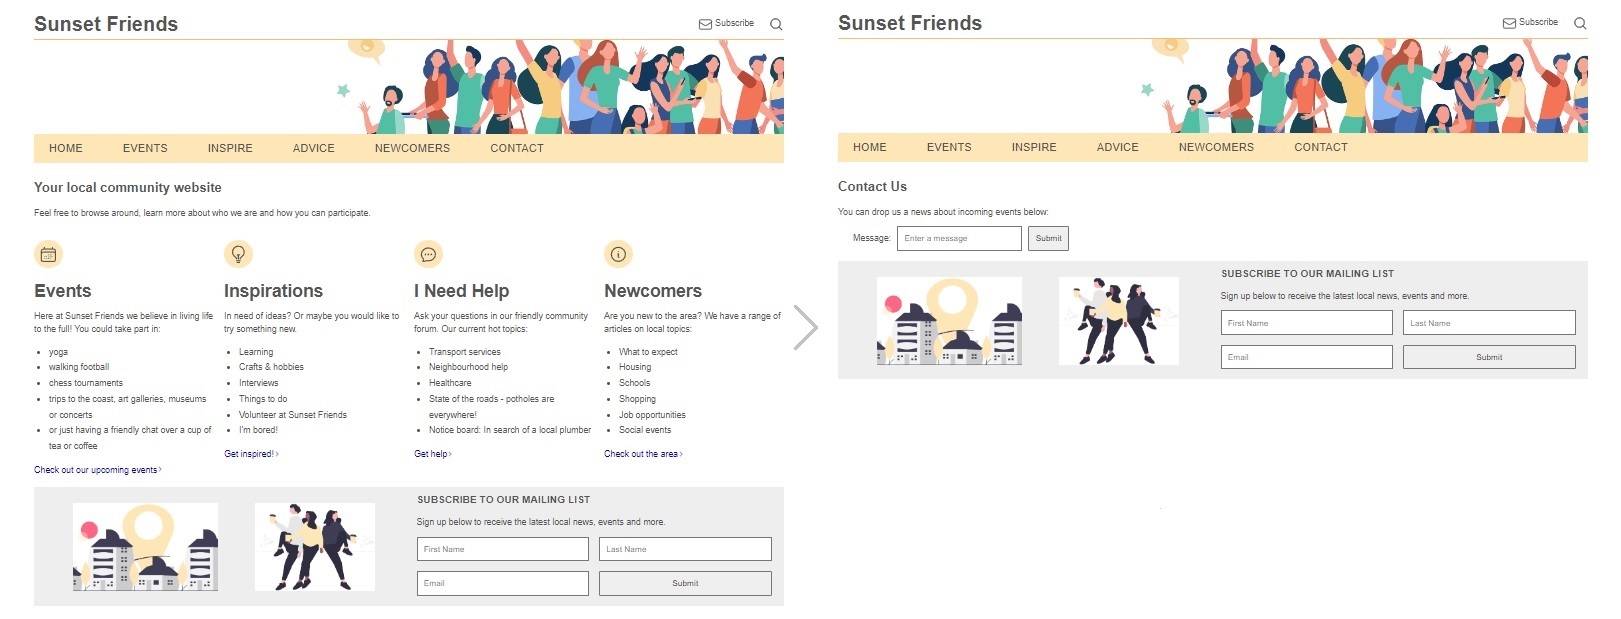 Sunset Friends
Subscribe
HOME EVENTS INSPIRE ADVICE NEWCOMERS CONTACT
Your local community website
Feel free to browse around, learn more about who we are and how you can participate.
Events
Here at Sunset Friends we believe in living life
to the full! You could take part in:
yoga
walking football
chess tournaments
trips to the coast, art galleries, museums
or concerts
or just having a friendly chat over a cup of
tea or coffee
Check out our upcoming events
Inspirations
In need of ideas? Or maybe you would like to
try something new.
Learning
Crafts & hobbies
Interviews
Things to do
Volunteer at Sunset Friends
I'm bored!
Get inspired!
I Need Help
Ask your questions in our friendly community
forum. Our current hot topics:
Transport services
Neighbourhood help
Healthcare
State of the roads - potholes are
everywhere!
Notice board: In search of a local plumber
Get help
Newcomers
Are you new to the area? We have a range of
articles on local topics:
What to expect
Housing
Schools
Shopping
Job opportunities
Social events
Check out the area
SUBSCRIBE TO OUR MAILING LIST
Sign up below to receive the latest local news, events and more.
First Name Last Name
Email Submit
Sunset Friends
Subscribe
HOME EVENTS INSPIRE ADVICE NEWCOMERS CONTACT
Contact Us
You can drop us a news about incoming events below:
Message: Enter a message Submit
SUBSCRIBE TO OUR MAILING LIST
Sign up below to receive the latest local news, events and more.
First Name Last Name
Email Submit